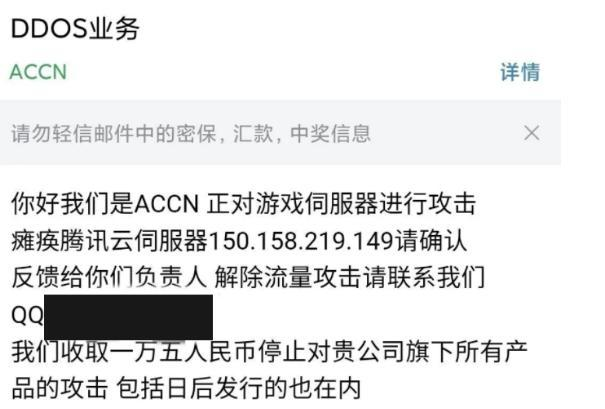 DDOS业务
ACCN 详情
请勿轻信邮件中的密保, 汇款, 中奖信息
你好我们是ACCN 正对游戏伺服器进行攻击
瘫痪腾讯云伺服器150.158.219.149请确认
反馈给你们负责人 解除流量攻击请联系我们
QQ
我们收取一万五人民币停止对贵公司旗下所有产
品的攻击 包括日后发行的也在内